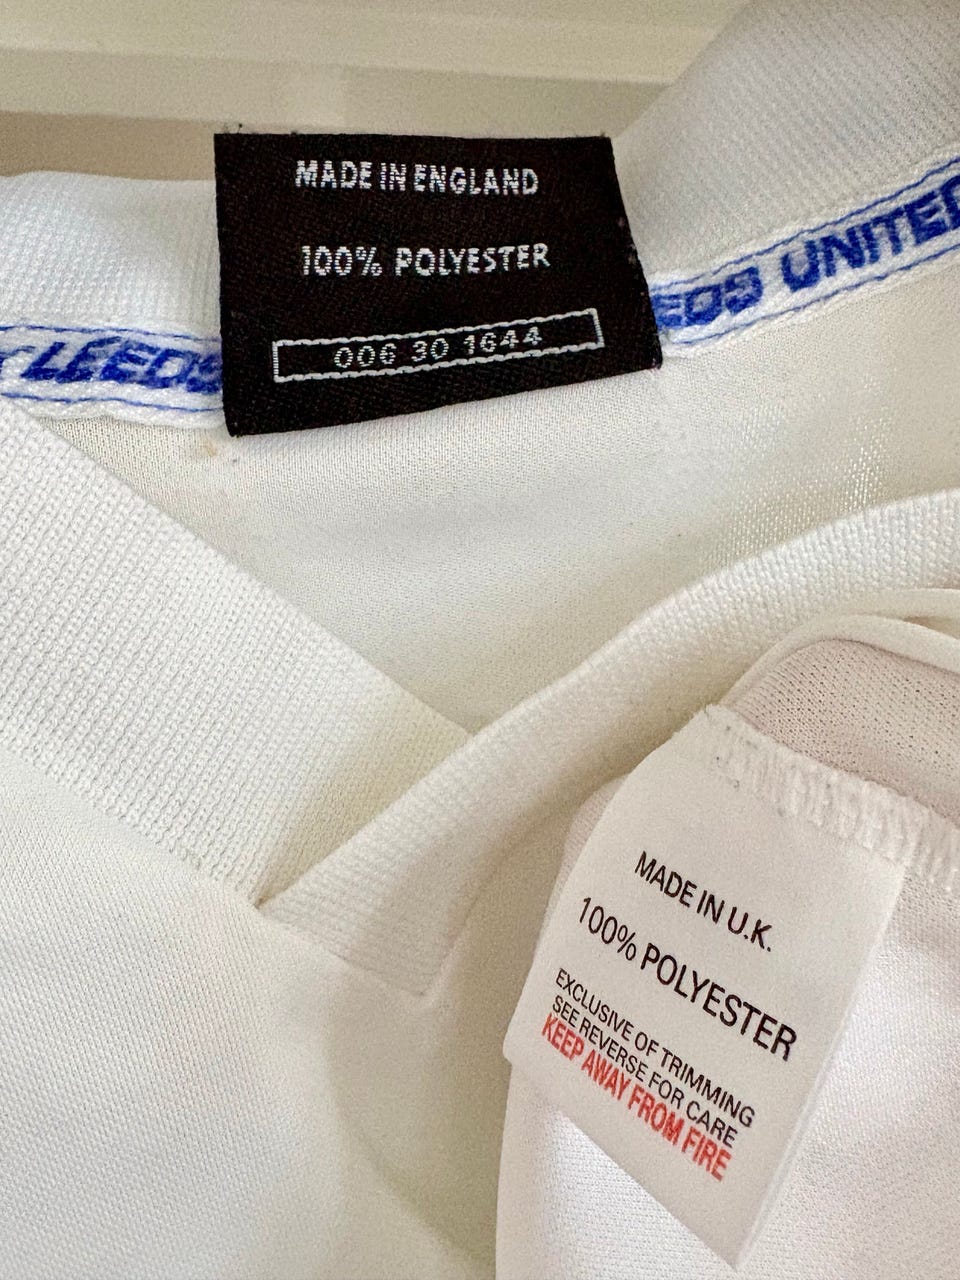 MADE IN ENGLAND
100% POLYESTER
006 30 1644
LEEDS
UNITED
MADE IN U.K.
100% POLYESTER
EXCLUSIVE OF TRIMMING
SEE REVERSE FOR CARE
KEEP AWAY FROM FIRE